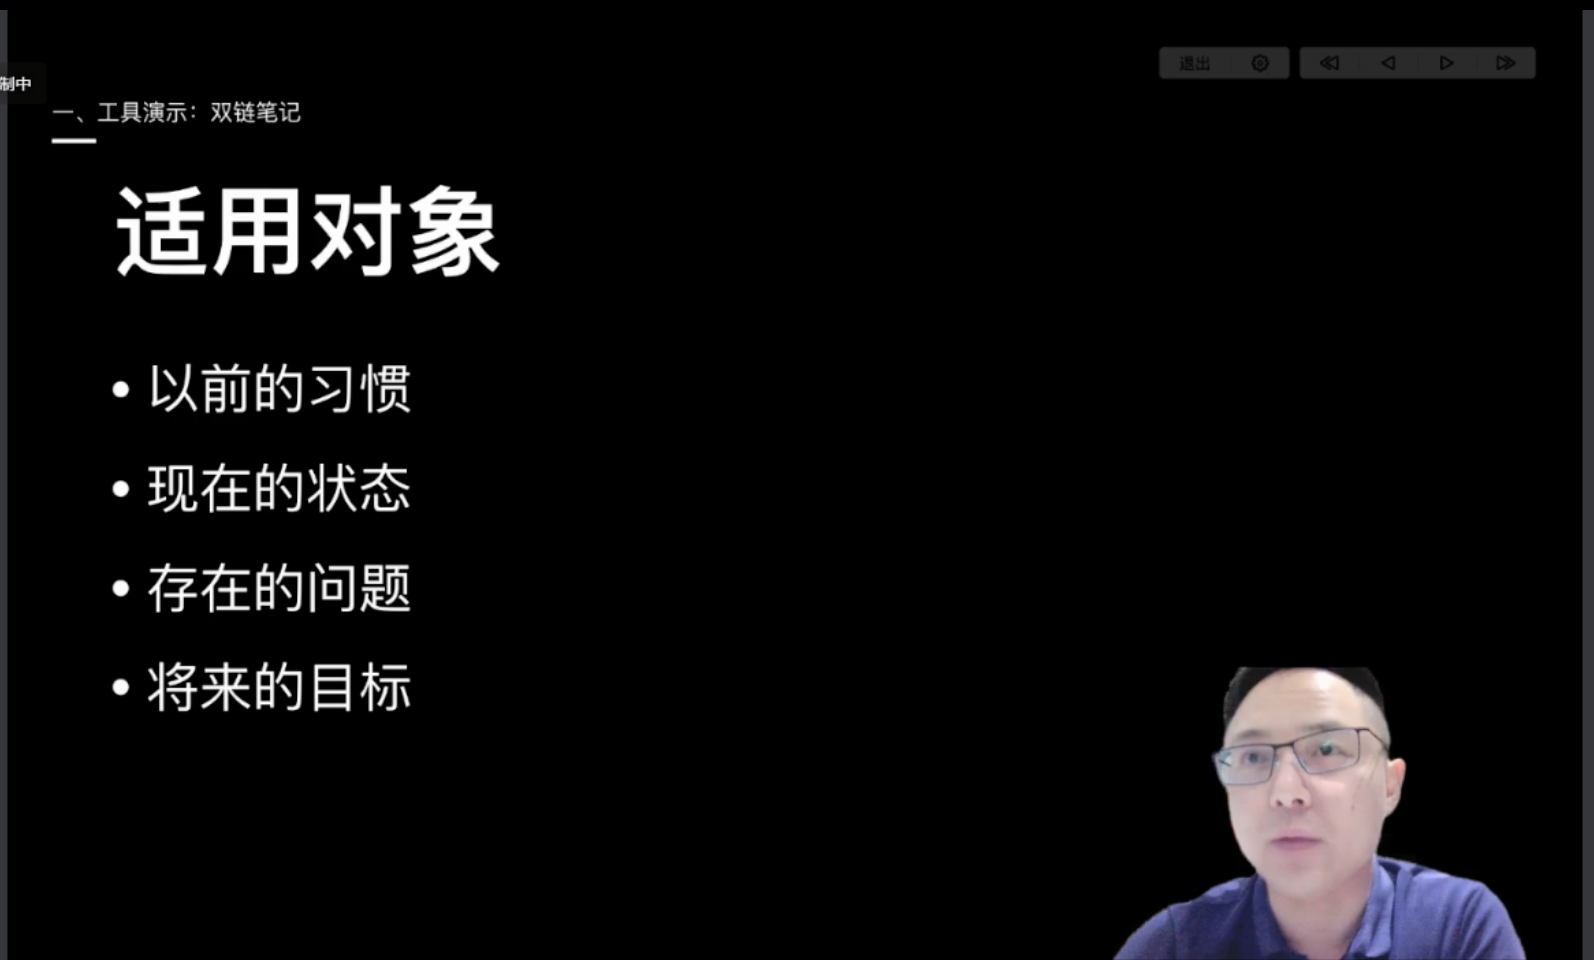 退出
制中
一、工具演示：双链笔记
适用对象
• 以前的习惯
• 现在的状态
• 存在的问题
• 将来的目标